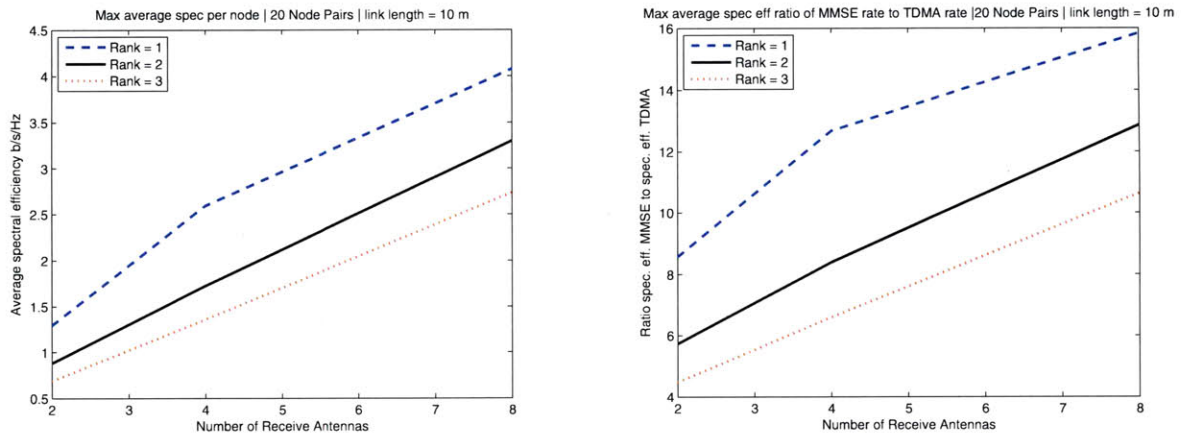 Max average spec per node | 20 Node Pairs | link length = 10 m
4.5
4
3.5
3
2.5
2
1.5
1
0.5
Average spectral efficiency b/s/Hz
Rank = 1
Rank = 2
Rank = 3
2 3 4 5 6 7 8
Number of Receive Antennas
Max average spec eff ratio of MMSE rate to TDMA rate |20 Node Pairs | link length = 10 m
16
14
12
10
8
6
4
Ratio spec. eff. MMSE to spec. eff. TDMA
Rank = 1
Rank = 2
Rank = 3
2 3 4 5 6 7 8
Number of Receive Antennas